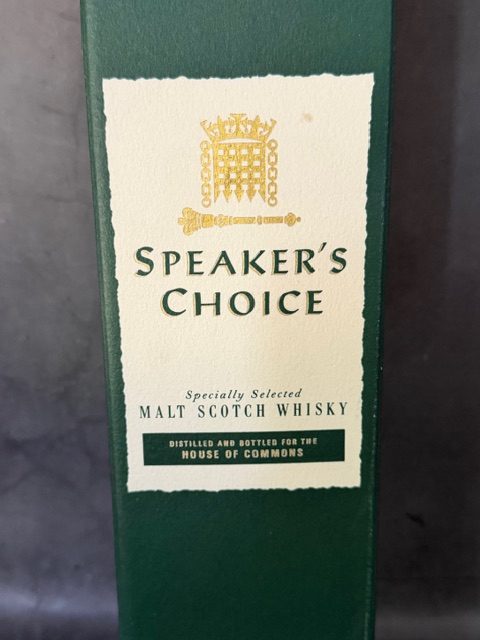 SPEAKER'S
CHOICE
Specially Selected
MALT SCOTCH WHISKY
DISTILLED AND BOTTLED FOR THE
HOUSE OF COMMONS